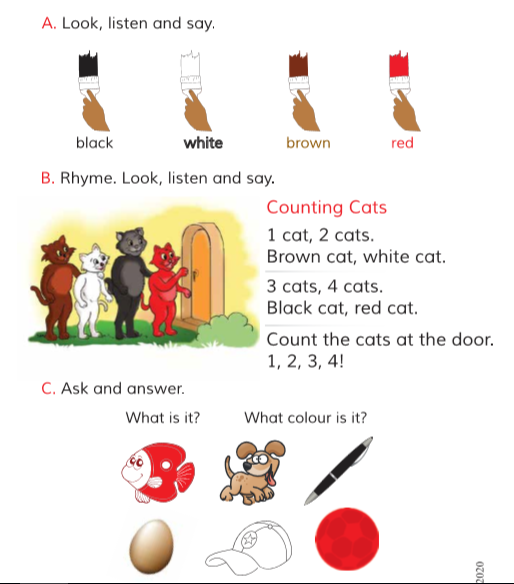 A. Look, listen and say.
black white brown red
B. Rhyme. Look, listen and say.
Counting Cats
1 cat, 2 cats.
Brown cat, white cat.
3 cats, 4 cats.
Black cat, red cat.
Count the cats at the door.
1, 2, 3, 4!
C. Ask and answer.
What is it? What colour is it?
2020